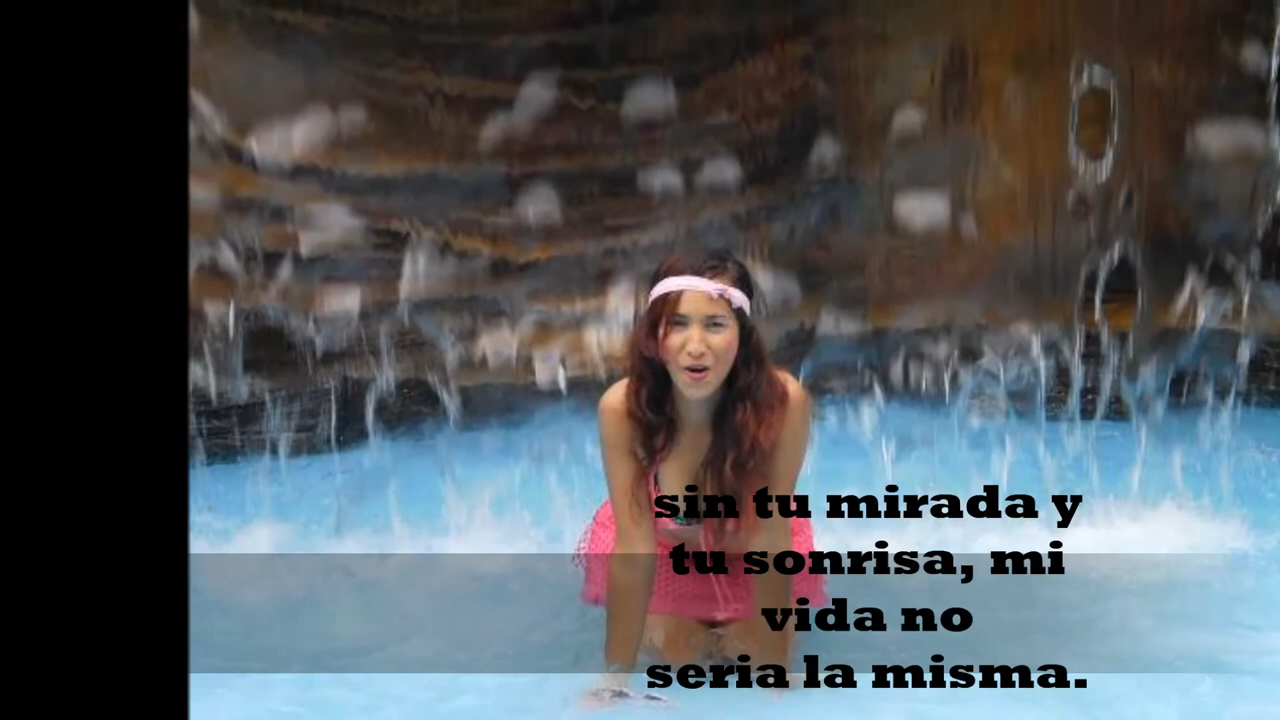 sin tu mirada y
tu sonrisa, mi
vida no
seria la misma.